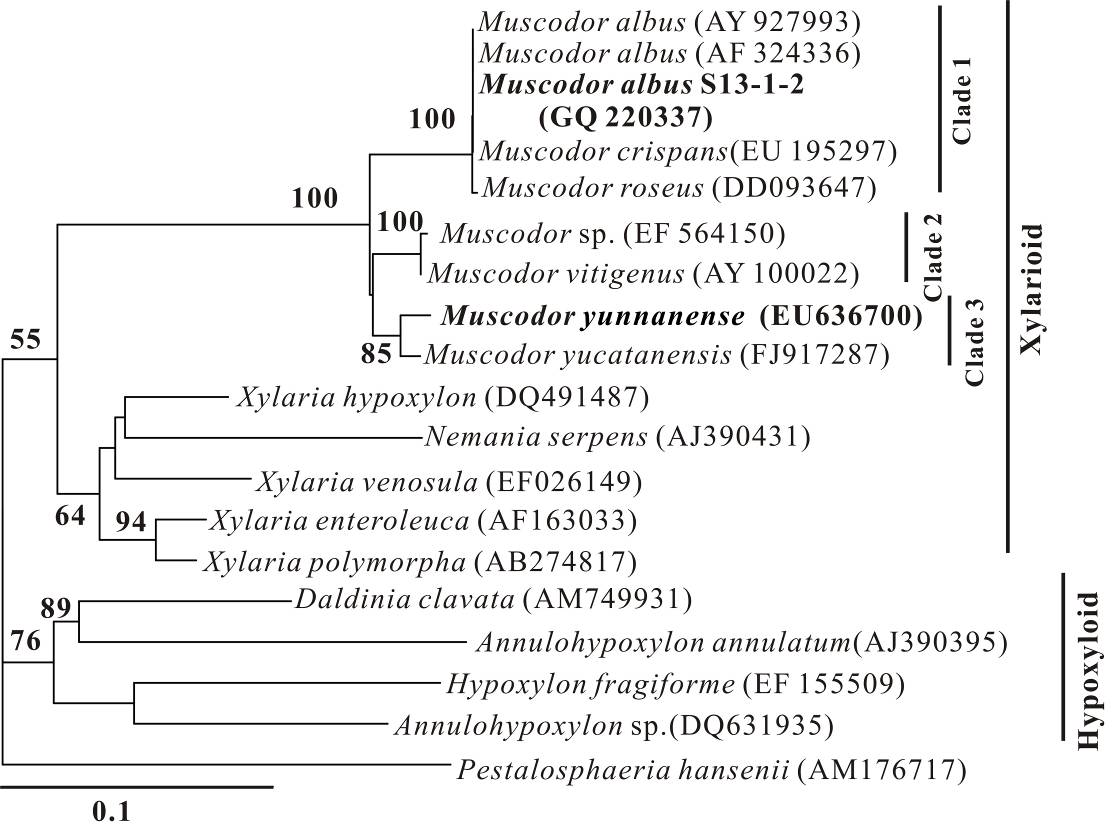 Muscodor albus (AY 927993)
Muscodor albus (AF 324336)
Muscodor albus S13-1-2
(GQ 220337)
100
Muscodor crispans(EU 195297)
Muscodor roseus (DD093647)
Clade 1
100
100
Muscodor sp. (EF 564150)
Muscodor vitigenus (AY 100022)
Clade 2
Muscodor yunnanense (EU636700)
85
Muscodor yucatanensis (FJ917287)
Clade 3
Xylarioid
55
Xylaria hypoxylon (DQ491487)
Nemania serpens (AJ390431)
Xylaria venosula (EF026149)
64
94
Xylaria enteroleuca (AF163033)
Xylaria polymorpha (AB274817)
89
Daldinia clavata (AM749931)
76
Annulohypoxylon annulatum(AJ390395)
Hypoxylon fragiforme (EF 155509)
Annulohypoxylon sp.(DQ631935)
Hypoxyloid
Pestalosphaeria hansenii (AM176717)
0.1